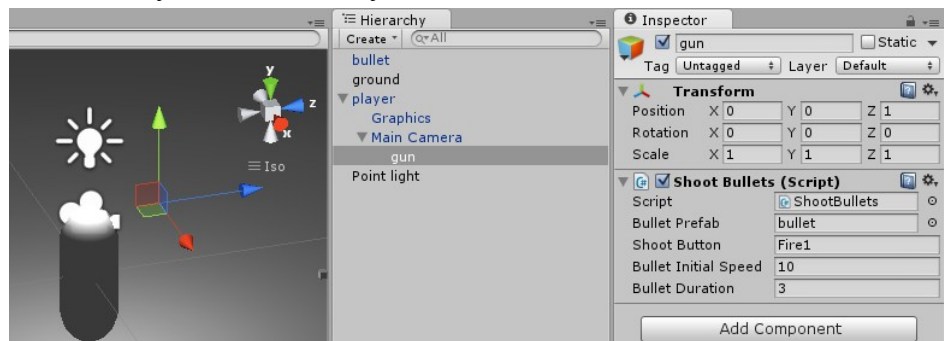 Hierarchy
Create
All
bullet
ground
player
Graphics
Main Camera
gun
Point light
y
z
x
Iso
Inspector
gun Static
Tag Untagged Layer Default
Transform
Position X 0 Y 0 Z 1
Rotation X 0 Y 0 Z 0
Scale X 1 Y 1 Z 1
Shoot Bullets (Script)
Script ShootBullets
Bullet Prefab bullet
Shoot Button Fire1
Bullet Initial Speed 10
Bullet Duration 3
Add Component